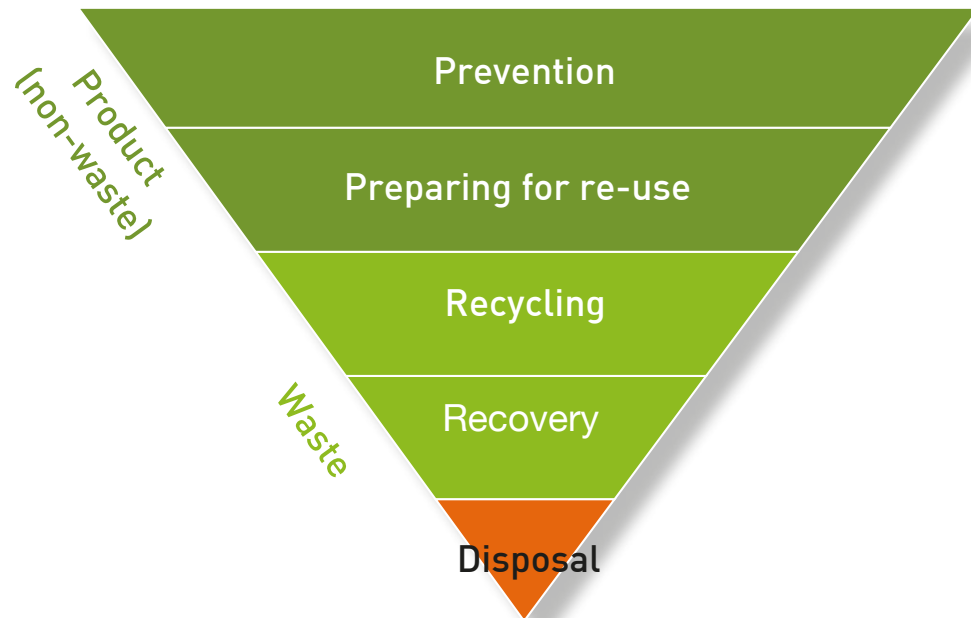 Prevention
Product
(non-waste)
Preparing for re-use
Recycling
Waste
Recovery
Disposal